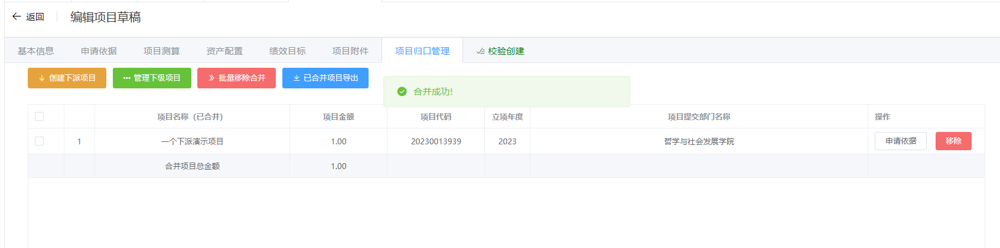 返回 编辑项目草稿
基本信息 申请依据 项目测算 资产配置 绩效目标 项目附件 项目归口管理 校验创建
创建下派项目 管理下级项目 批量移除合并 已合并项目导出
合并成功!
项目名称（已合并） 项目金额 项目代码 立项年度 项目提交部门名称 操作
1 一个下派演示项目 1.00 20230013939 2023 哲学与社会发展学院 申请依据 移除
合并项目总金额 1.00